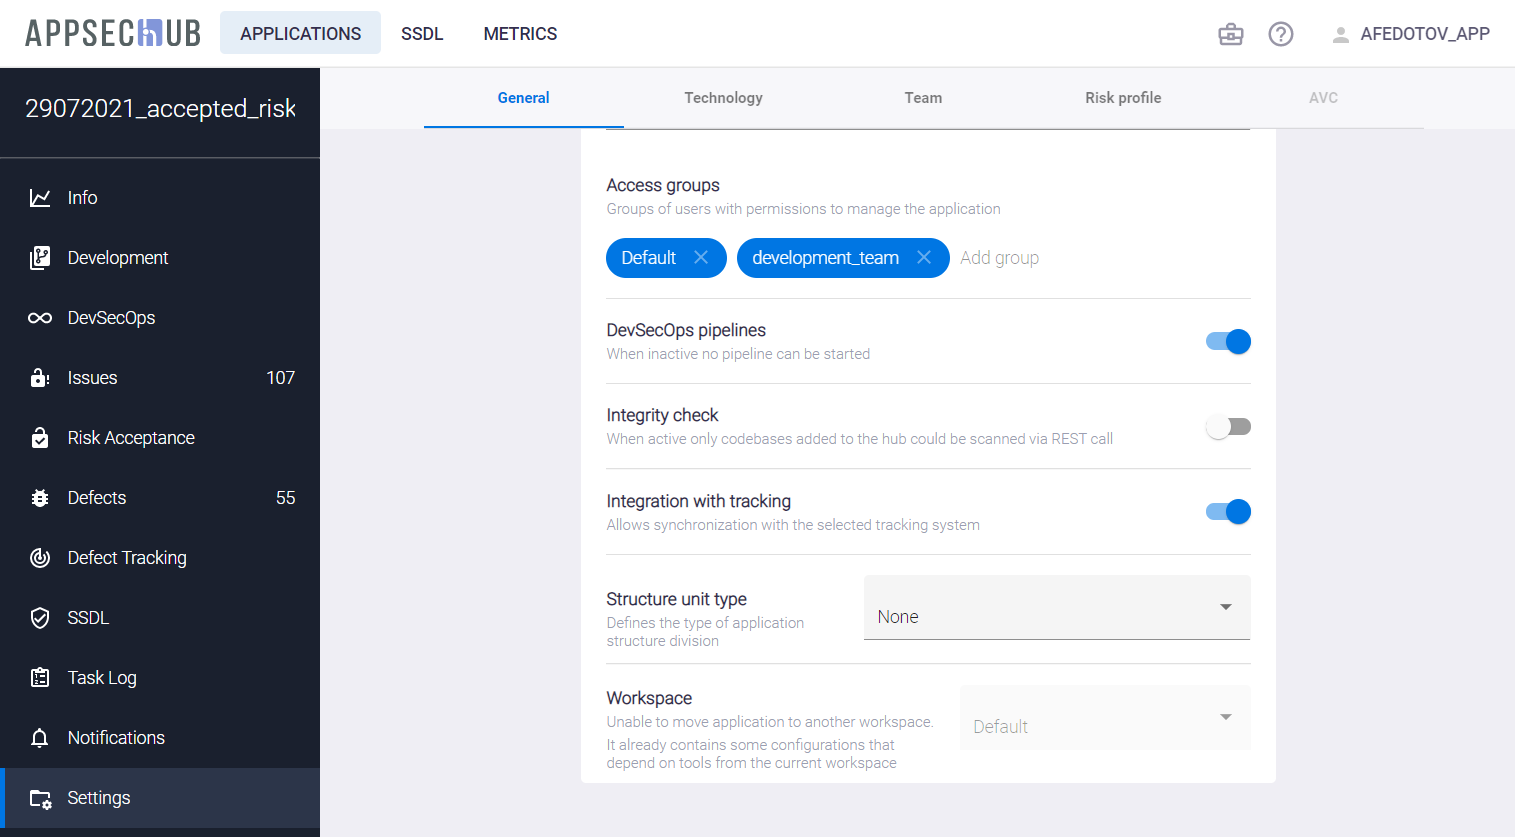 APPSECHUB
APPLICATIONS
SSDL
METRICS
AFEDOTOV_APP
29072021_accepted_risk
Info
Development
DevSecOps
Issues 107
Risk Acceptance
Defects 55
Defect Tracking
SSDL
Task Log
Notifications
Settings
General
Technology
Team
Risk profile
AVC
Access groups
Groups of users with permissions to manage the application
Default
development_team
Add group
DevSecOps pipelines
When inactive no pipeline can be started
Integrity check
When active only codebases added to the hub could be scanned via REST call
Integration with tracking
Allows synchronization with the selected tracking system
Structure unit type
Defines the type of application
structure division
None
Workspace
Unable to move application to another workspace.
It already contains some configurations that
depend on tools from the current workspace
Default